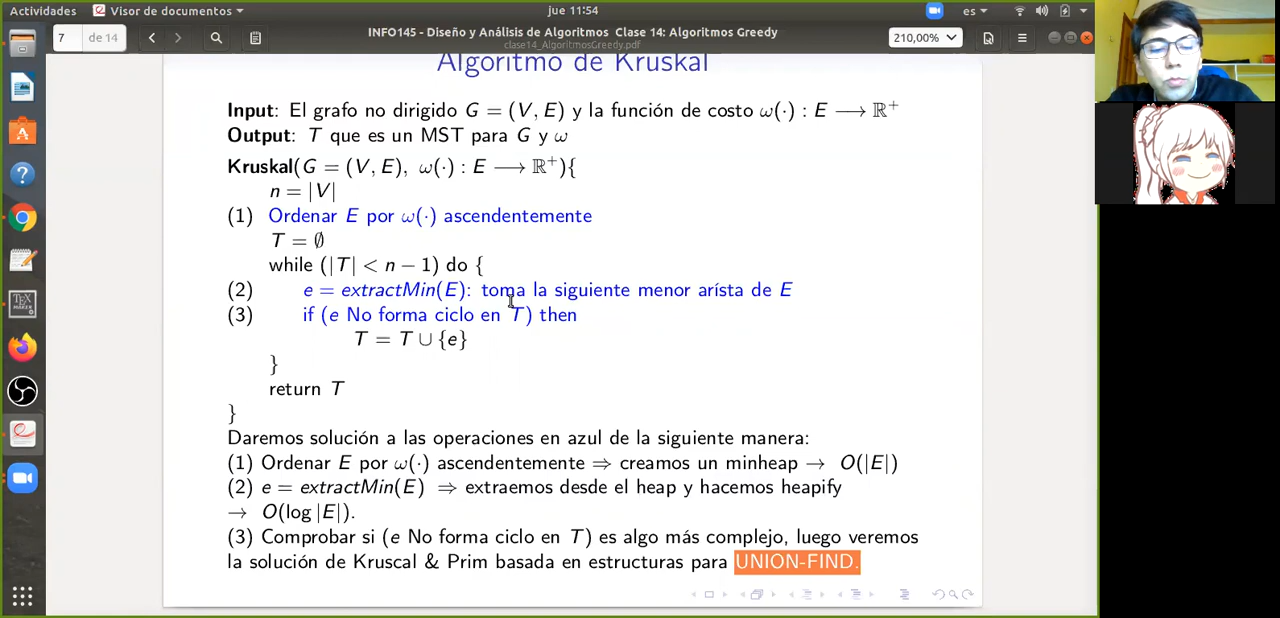 Actividades
Visor de documentos
jue 11:54
es
7
de 14
INFO145 - Diseño y Análisis de Algoritmos Clase 14: Algoritmos Greedy
clase14_AlgoritmosGreedy.pdf
210,00%
Algoritmo de Kruskal
Input: El grafo no dirigido G = (V, E) y la función de costo ω(·) : E ⟶ ℝ⁺
Output: T que es un MST para G y ω
Kruskal(G = (V, E), ω(·) : E ⟶ ℝ⁺){
n = |V|
(1) Ordenar E por ω(·) ascendentemente
T = ∅
while (|T| < n − 1) do {
(2) e = extractMin(E): toma la siguiente menor arísta de E
(3) if (e No forma ciclo en T) then
T = T ∪ {e}
}
return T
}
Daremos solución a las operaciones en azul de la siguiente manera:
(1) Ordenar E por ω(·) ascendentemente ⇒ creamos un minheap → O(|E|)
(2) e = extractMin(E) ⇒ extraemos desde el heap y hacemos heapify
→ O(log |E|).
(3) Comprobar si (e No forma ciclo en T) es algo más complejo, luego veremos
la solución de Kruscal & Prim basada en estructuras para UNION-FIND.